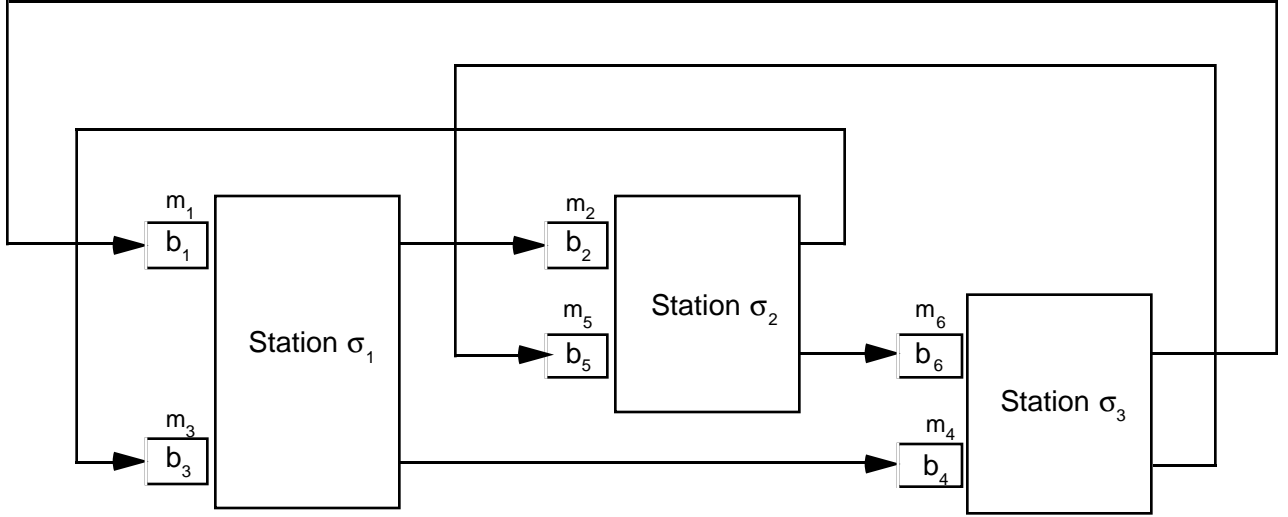 m₁
b₁
m₂
b₂
Station σ₂
m₅
b₅
m₆
b₆
Station σ₁
Station σ₃
m₃
b₃
m₄
b₄